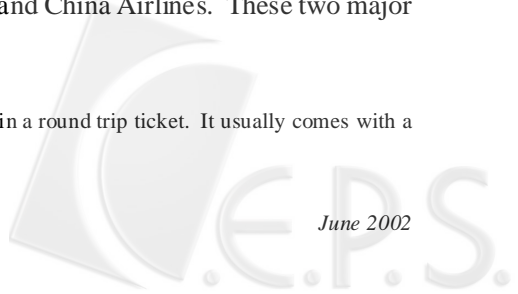 and China Airlines. These two major
in a round trip ticket. It usually comes with a
June 2002
C.E.P.S.